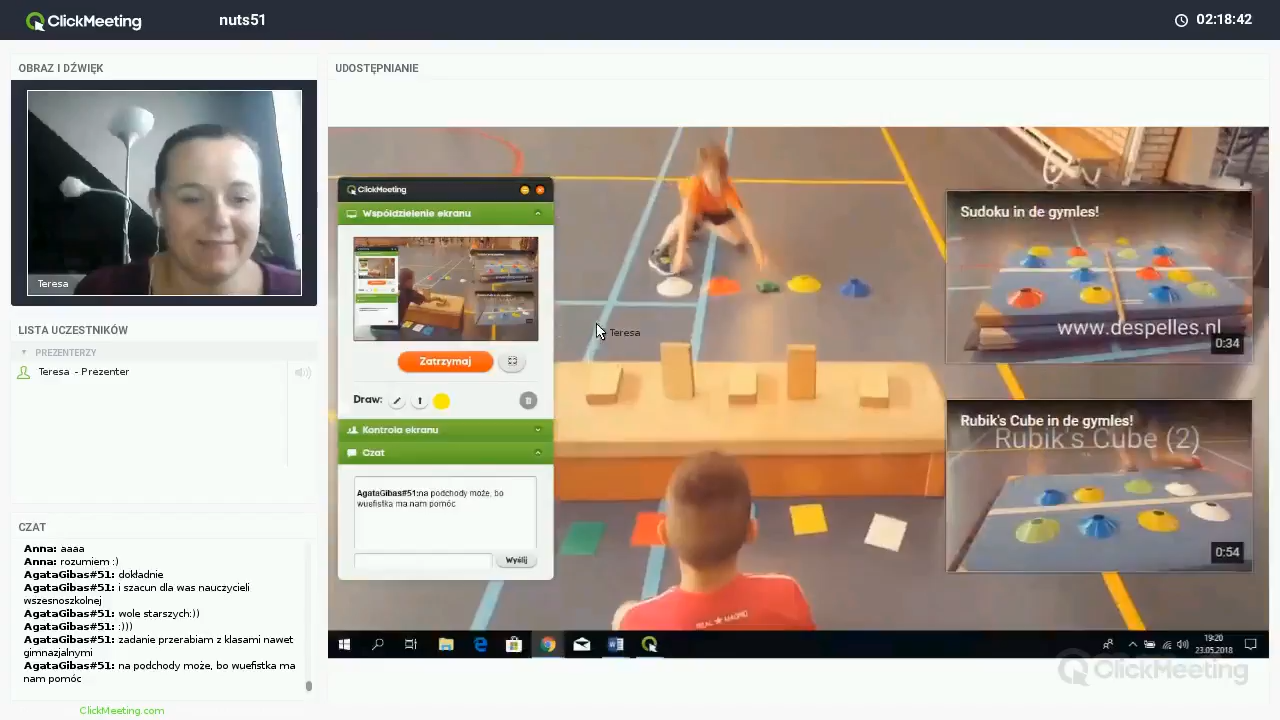 ClickMeeting
nuts51
02:18:42
OBRAZ I DŹWIĘK
Teresa
LISTA UCZESTNIKÓW
PREZENTERZY
Teresa - Prezenter
CZAT
Anna: aaaa
Anna: rozumiem :)
AgataGibas#51: dokładnie
AgataGibas#51: i szacun dla was nauczycieli
wszesnoszkolnej
AgataGibas#51: wole starszych:))
AgataGibas#51: :)))
AgataGibas#51: zadanie przerabiam z klasami nawet
gimnazjalnymi
AgataGibas#51: na podchody może, bo wuefistka ma
nam pomóc
ClickMeeting.com
UDOSTĘPNIANIE
ClickMeeting
Współdzielenie ekranu
Zatrzymaj
Draw:
Kontrola ekranu
Czat
AgataGibas#51:na podchody może, bo
wuefistka ma nam pomóc
Wyślij
Teresa
REAL ★ MADRID
Sudoku in de gymles!
www.despelles.nl
0:34
Rubik's Cube in de gymles!
Rubik's Cube (2)
0:54
19:20
23.05.2018
ClickMeeting